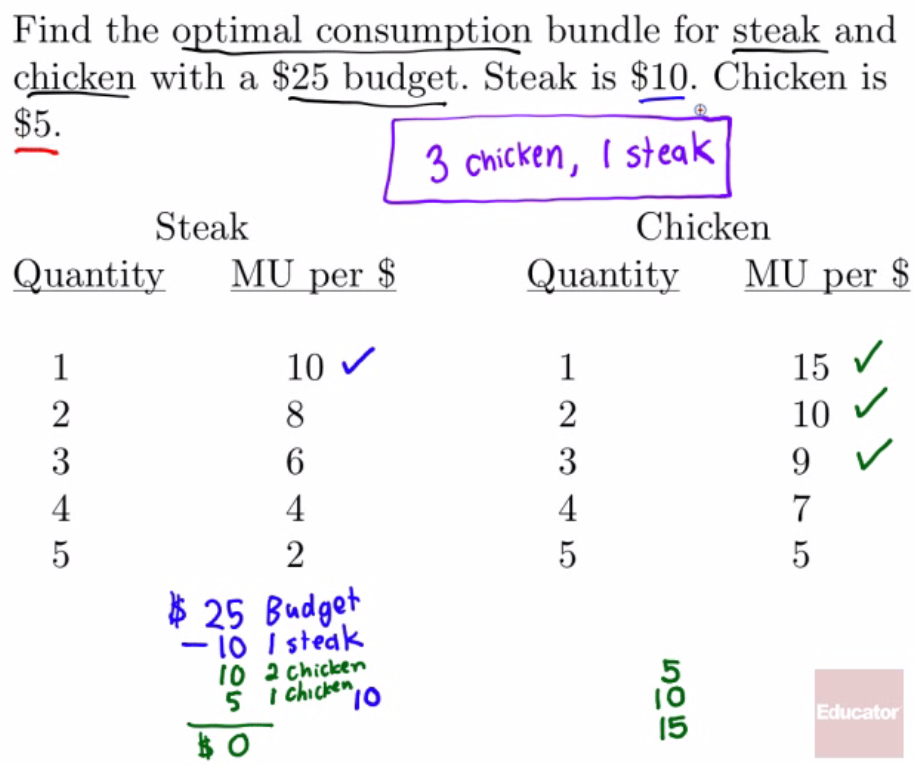 Find the optimal consumption bundle for steak and
chicken with a $25 budget. Steak is $10. Chicken is
$5.
3 chicken, 1 steak
Steak Chicken
Quantity MU per $ Quantity MU per $
1 10 ✓ 1 15 ✓
2 8 2 10 ✓
3 6 3 9 ✓
4 4 4 7
5 2 5 5
$ 25 Budget
- 10 1 steak
10 2 chicken 5
5 1 chicken 10 10
$ 0 15
Educator